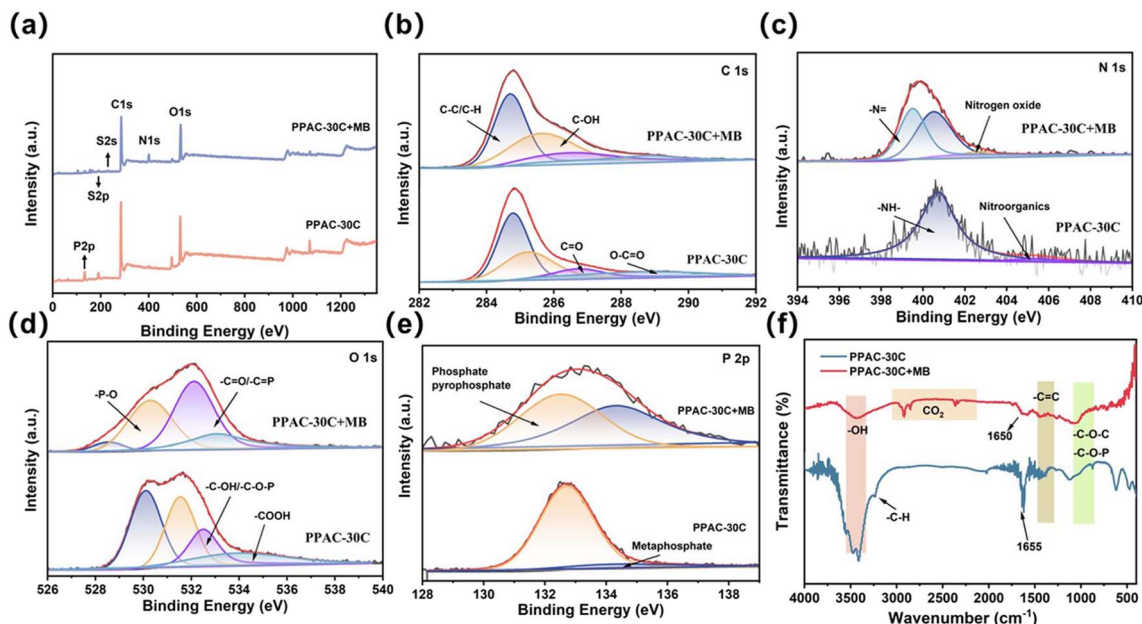 (a)
C1s
O1s
S2s
N1s
PPAC-30C+MB
S2p
P2p
PPAC-30C
Intensity (a.u.)
0 200 400 600 800 1000 1200
Binding Energy (eV)
(b)
C 1s
C-C/C-H
C-OH
PPAC-30C+MB
C=O
O-C=O
PPAC-30C
Intensity (a.u.)
282 284 286 288 290 292
Binding Energy (eV)
(c)
N 1s
-N=
Nitrogen oxide
PPAC-30C+MB
-NH-
Nitroorganics
PPAC-30C
Intensity (a.u.)
394 396 398 400 402 404 406 408 410
Binding Energy (eV)
(d)
O 1s
-P-O
-C=O/-C=P
PPAC-30C+MB
-C-OH/-C-O-P
-COOH
PPAC-30C
Intensity (a.u.)
526 528 530 532 534 536 538 540
Binding Energy (eV)
(e)
P 2p
Phosphate
pyrophosphate
PPAC-30C+MB
PPAC-30C
Metaphosphate
Intensity (a.u.)
128 130 132 134 136 138
Binding Energy (eV)
(f)
PPAC-30C
PPAC-30C+MB
-C=C
CO2
-OH
1650
-C-O-C
-C-O-P
-C-H
1655
Transmittance (%)
4000 3500 3000 2500 2000 1500 1000 500
Wavenumber (cm-1)